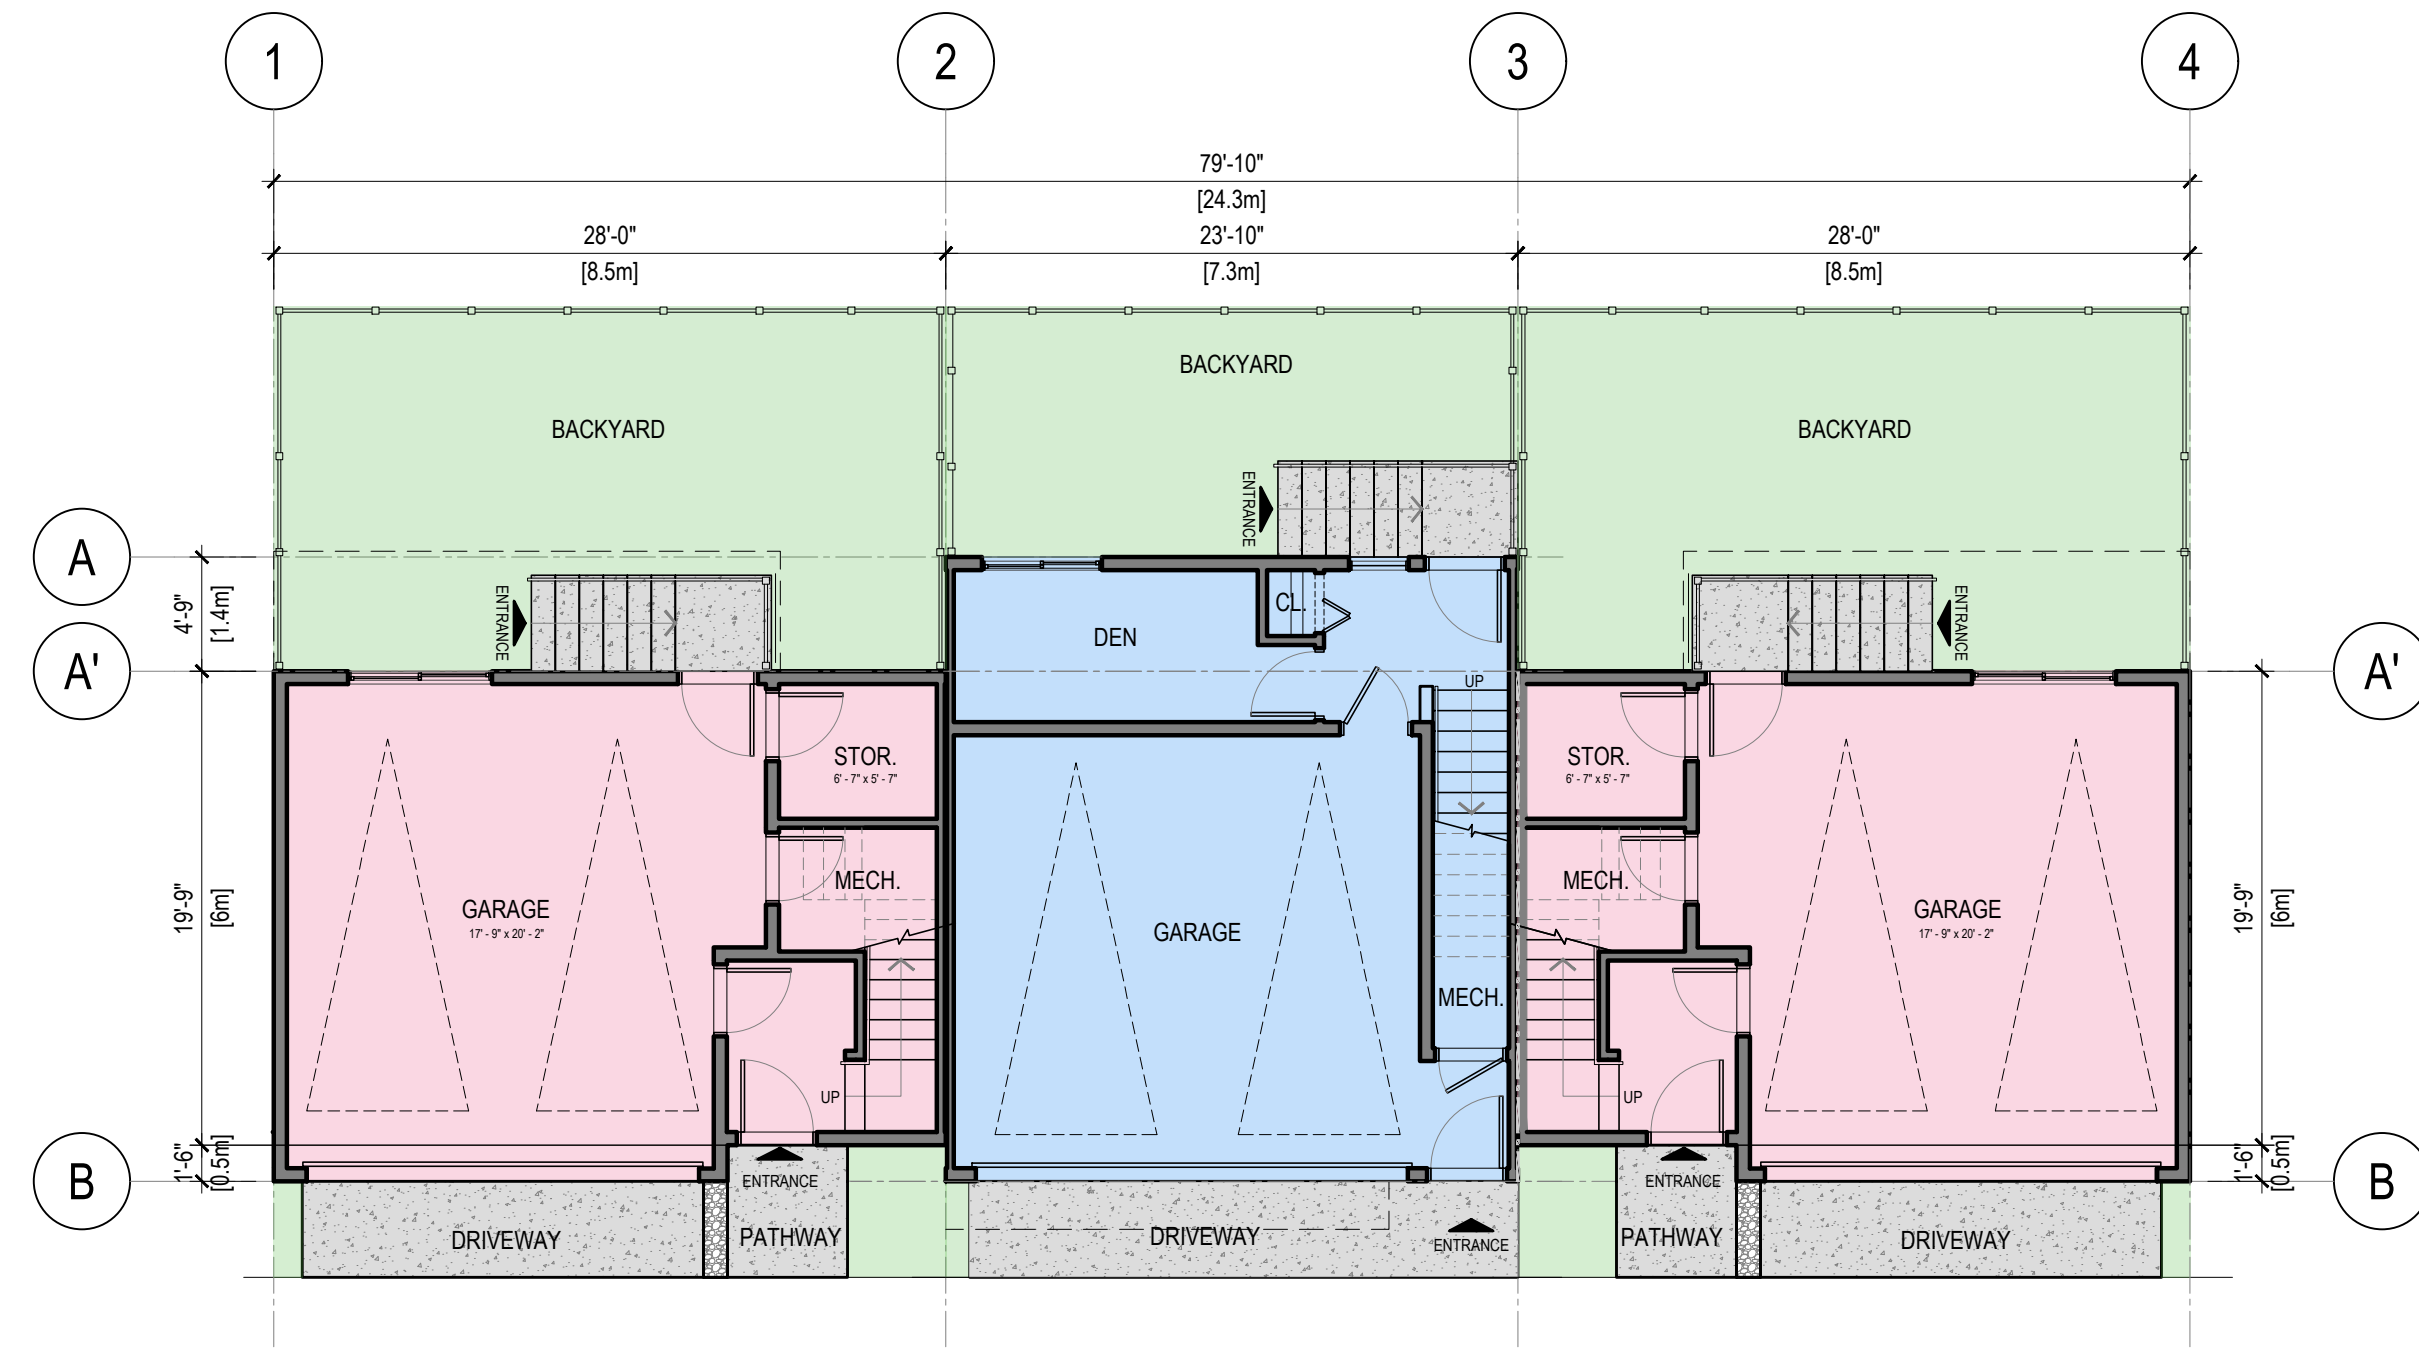 1 2 3 4
79'-10"
[24.3m]
28'-0" 23'-10" 28'-0"
[8.5m] [7.3m] [8.5m]
BACKYARD
BACKYARD BACKYARD
ENTRANCE
A
4'-9"
[1.4m]
ENTRANCE
CL.
DEN
ENTRANCE
A' A'
UP
STOR. STOR.
6' - 7" x 5' - 7" 6' - 7" x 5' - 7"
MECH. MECH.
19'-9"
[6m]
GARAGE GARAGE
17' - 9" x 20' - 2" 17' - 9" x 20' - 2"
19'-9"
[6m]
GARAGE
MECH.
UP UP
1'-6"
[0.5m]
1'-6"
[0.5m]
B B
ENTRANCE ENTRANCE
DRIVEWAY PATHWAY DRIVEWAY ENTRANCE PATHWAY DRIVEWAY